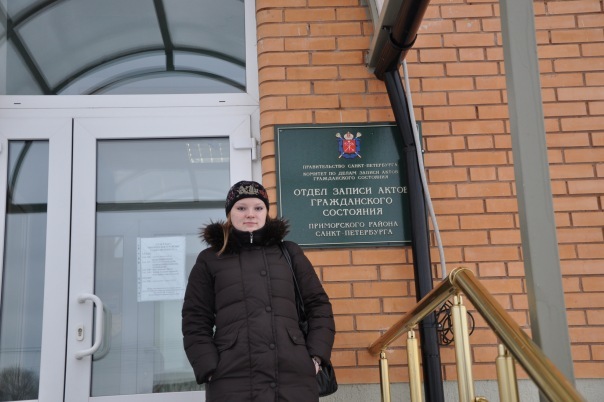 ПРАВИТЕЛЬСТВО САНКТ-ПЕТЕРБУРГА
КОМИТЕТ ПО ДЕЛАМ ЗАПИСИ АКТОВ
ГРАЖДАНСКОГО СОСТОЯНИЯ
ОТДЕЛ ЗАПИСИ АКТОВ
ГРАЖДАНСКОГО
СОСТОЯНИЯ
ПРИМОРСКОГО РАЙОНА
САНКТ-ПЕТЕРБУРГА